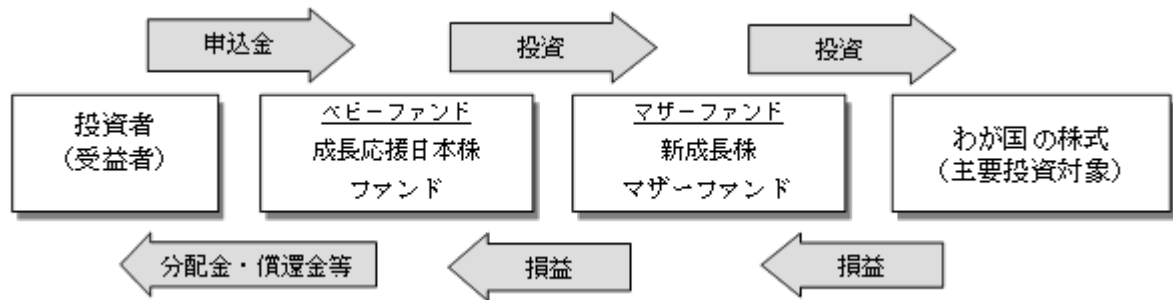 申込金
投資
投資
投資者
(受益者)
ベビーファンド
成長応援日本株
ファンド
マザーファンド
新成長株
マザーファンド
わが国の株式
(主要投資対象)
分配金・償還金等
損益
損益